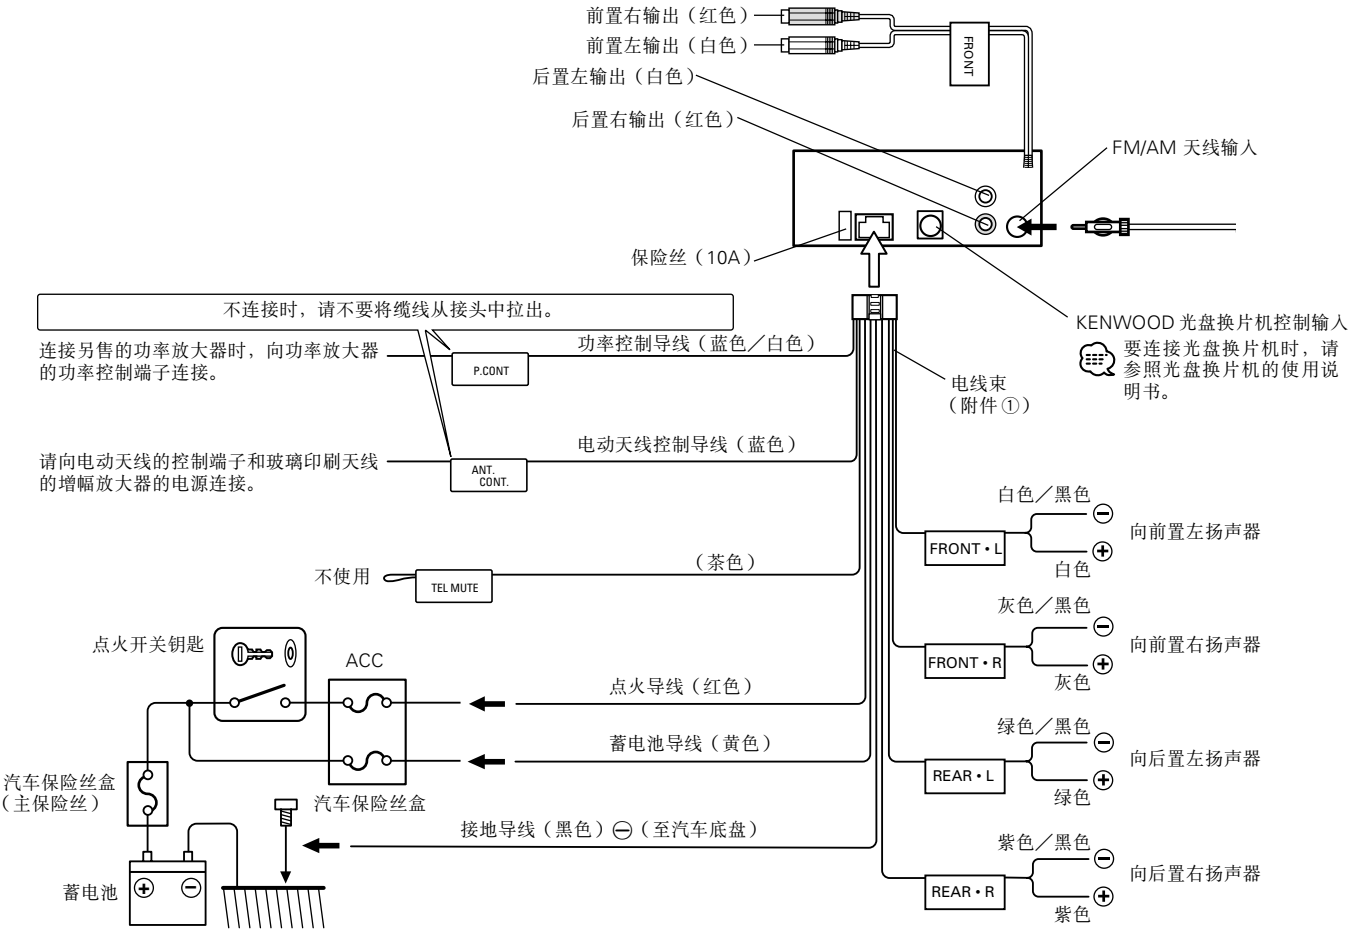 前置右输出（红色）
前置左输出（白色）
FRONT
后置左输出（白色）
后置右输出（红色）
FM/AM 天线输入
保险丝（10A）
不连接时，请不要将缆线从接头中拉出。
KENWOOD 光盘换片机控制输入
要连接光盘换片机时，请
参照光盘换片机的使用说
明书。
连接另售的功率放大器时，向功率放大器
的功率控制端子连接。
P.CONT
功率控制导线（蓝色／白色）
电线束
（附件①）
请向电动天线的控制端子和玻璃印刷天线
的增幅放大器的电源连接。
ANT.
CONT.
电动天线控制导线（蓝色）
白色／黑色
⊖
FRONT・L
向前置左扬声器
⊕
白色
不使用
TEL MUTE
（茶色）
灰色／黑色
⊖
FRONT・R
向前置右扬声器
⊕
灰色
点火开关钥匙
ACC
点火导线（红色）
绿色／黑色
⊖
REAR・L
向后置左扬声器
⊕
绿色
蓄电池导线（黄色）
汽车保险丝盒
（主保险丝）
汽车保险丝盒
接地导线（黑色）⊖（至汽车底盘）
紫色／黑色
⊖
REAR・R
向后置右扬声器
⊕
紫色
蓄电池
⊕ ⊖